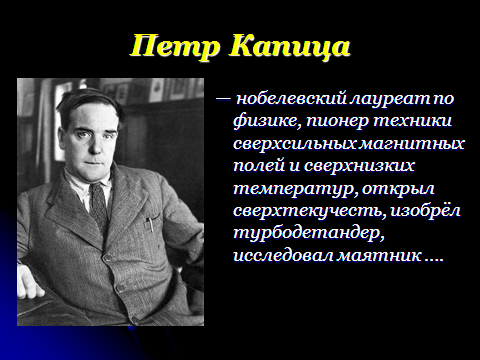 Петр Капица
— нобелевский лауреат по
физике, пионер техники
сверхсильных магнитных
полей и сверхнизких
температур, открыл
сверхтекучесть, изобрёл
турбодетандер,
исследовал маятник ….